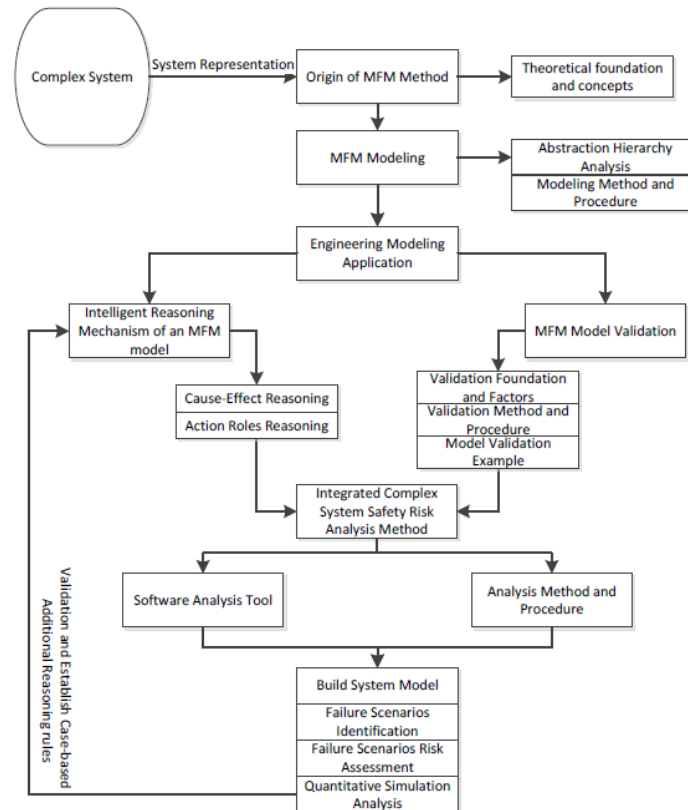 Complex System
System Representation
Origin of MFM Method
Theoretical foundation
and concepts
MFM Modeling
Abstraction Hierarchy
Analysis
Modeling Method and
Procedure
Engineering Modeling
Application
Intelligent Reasoning
Mechanism of an MFM
model
MFM Model Validation
Cause-Effect Reasoning
Action Roles Reasoning
Validation Foundation
and Factors
Validation Method and
Procedure
Model Validation
Example
Integrated Complex
System Safety Risk
Analysis Method
Software Analysis Tool
Analysis Method and
Procedure
Validation and Establish Case-based
Additional Reasoning rules
Build System Model
Failure Scenarios
Identification
Failure Scenarios Risk
Assessment
Quantitative Simulation
Analysis